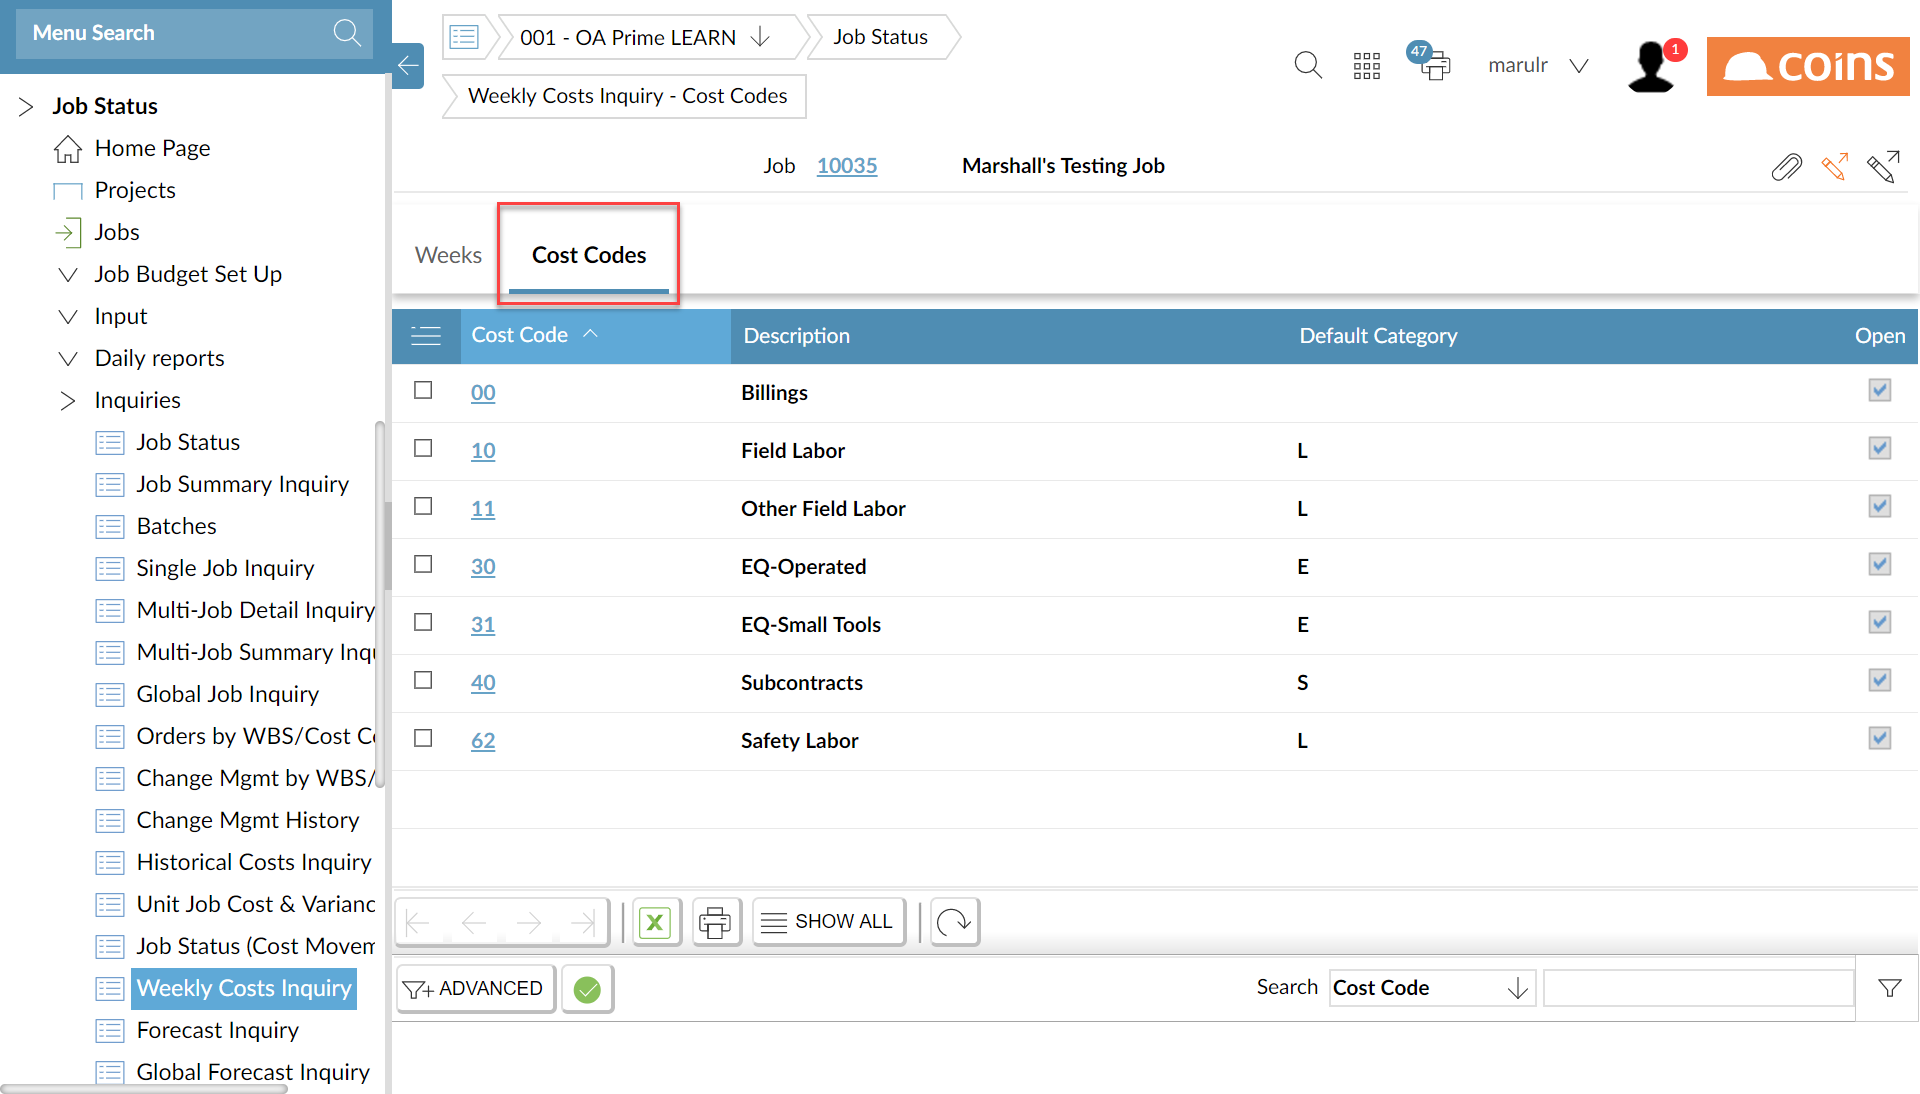 Menu Search
Job Status
Home Page
Projects
Jobs
Job Budget Set Up
Input
Daily reports
Inquiries
Job Status
Job Summary Inquiry
Batches
Single Job Inquiry
Multi-Job Detail Inquiry
Multi-Job Summary Inqu
Global Job Inquiry
Orders by WBS/Cost Co
Change Mgmt by WBS/
Change Mgmt History
Historical Costs Inquiry
Unit Job Cost & Varianc
Job Status (Cost Movem
Weekly Costs Inquiry
Forecast Inquiry
Global Forecast Inquiry
001 - OA Prime LEARN
Job Status
Weekly Costs Inquiry - Cost Codes
47
marulr
1
coins
Job 10035 Marshall's Testing Job
Weeks
Cost Codes
Cost Code Description Default Category Open
00 Billings
10 Field Labor L
11 Other Field Labor L
30 EQ-Operated E
31 EQ-Small Tools E
40 Subcontracts S
62 Safety Labor L
X
SHOW ALL
ADVANCED
Search Cost Code